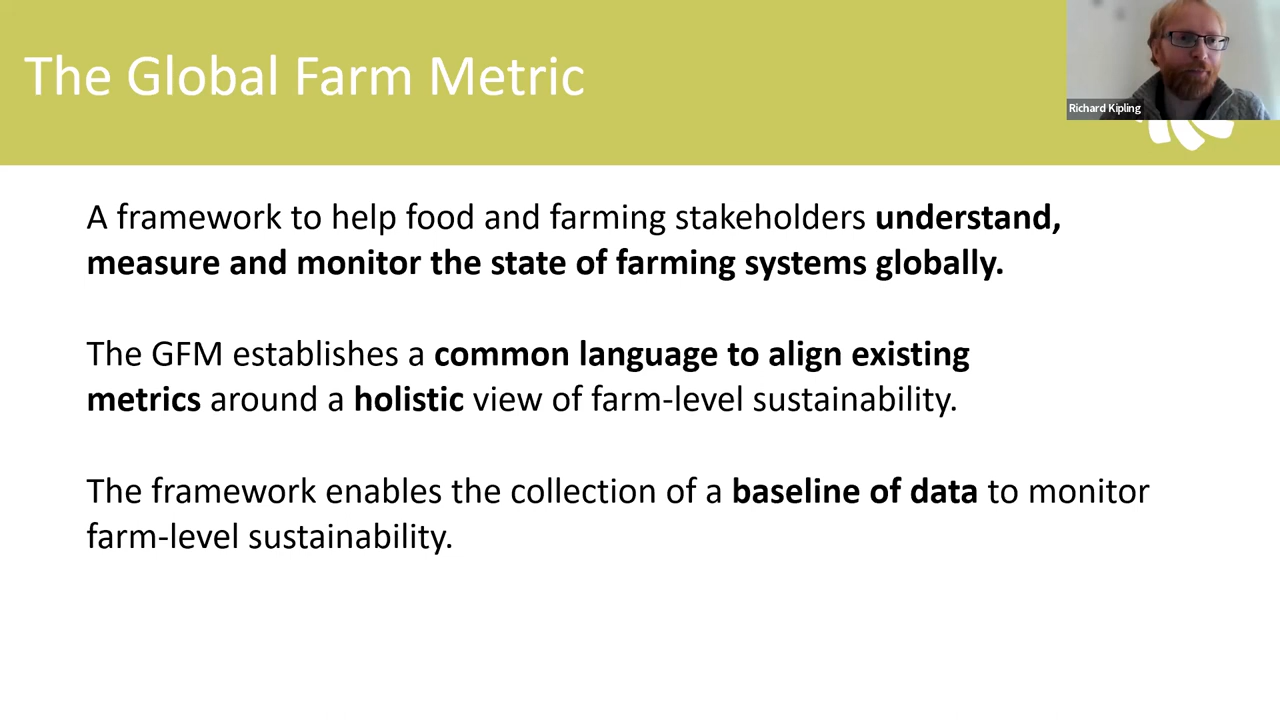 The Global Farm Metric
Richard Kipling
A framework to help food and farming stakeholders understand,
measure and monitor the state of farming systems globally.
The GFM establishes a common language to align existing
metrics around a holistic view of farm-level sustainability.
The framework enables the collection of a baseline of data to monitor
farm-level sustainability.